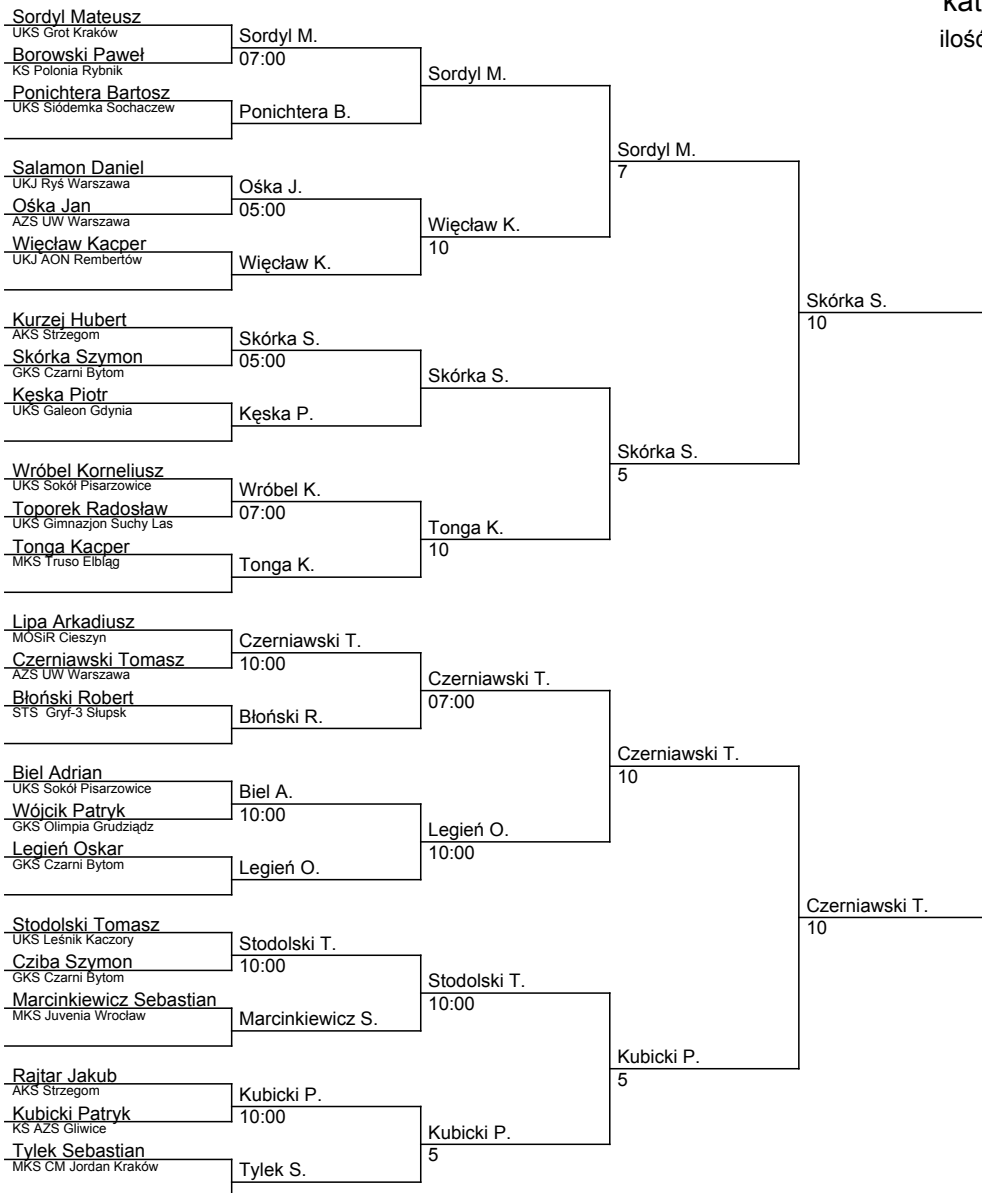 kat
ilość
Sordyl Mateusz
UKS Grot Kraków
Borowski Paweł
KS Polonia Rybnik
Ponichtera Bartosz
UKS Siódemka Sochaczew
Salamon Daniel
UKJ Ryś Warszawa
Ośka Jan
AZS UW Warszawa
Więcław Kacper
UKJ AON Rembertów
Kurzej Hubert
AKS Strzegom
Skórka Szymon
GKS Czarni Bytom
Kęska Piotr
UKS Galeon Gdynia
Wróbel Korneliusz
UKS Sokół Pisarzowice
Toporek Radosław
UKS Gimnazjon Suchy Las
Tonga Kacper
MKS Truso Elbląg
Lipa Arkadiusz
MOSiR Cieszyn
Czerniawski Tomasz
AZS UW Warszawa
Błoński Robert
STS Gryf-3 Słupsk
Biel Adrian
UKS Sokół Pisarzowice
Wójcik Patryk
GKS Olimpia Grudziądz
Legień Oskar
GKS Czarni Bytom
Stodolski Tomasz
UKS Leśnik Kaczory
Cziba Szymon
GKS Czarni Bytom
Marcinkiewicz Sebastian
MKS Juvenia Wrocław
Rajtar Jakub
AKS Strzegom
Kubicki Patryk
KS AZS Gliwice
Tylek Sebastian
MKS CM Jordan Kraków
Sordyl M.
07:00
Ponichtera B.
Ośka J.
05:00
Więcław K.
Skórka S.
05:00
Kęska P.
Wróbel K.
07:00
Tonga K.
Czerniawski T.
10:00
Błoński R.
Biel A.
10:00
Legień O.
Stodolski T.
10:00
Marcinkiewicz S.
Kubicki P.
10:00
Tylek S.
Sordyl M.
Więcław K.
10
Skórka S.
Tonga K.
10
Czerniawski T.
07:00
Legień O.
10:00
Stodolski T.
10:00
Kubicki P.
5
Sordyl M.
7
Skórka S.
5
Czerniawski T.
10
Kubicki P.
5
Skórka S.
10
Czerniawski T.
10